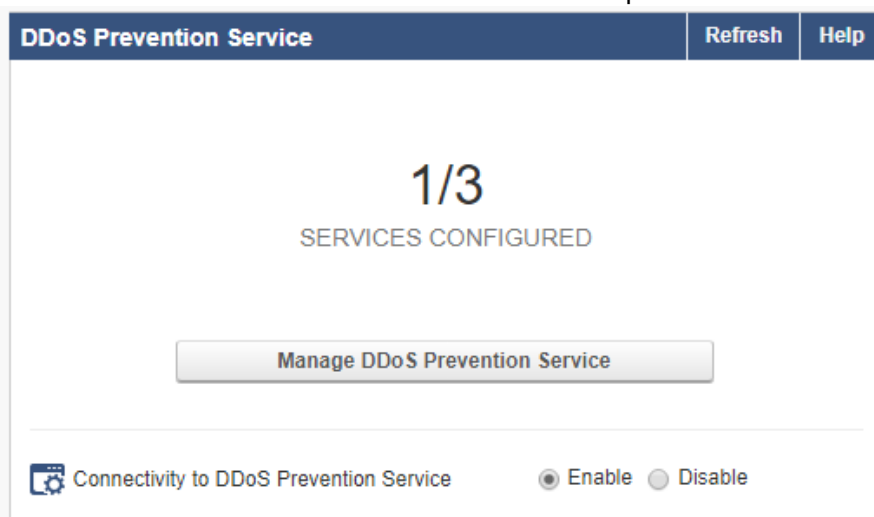 DDoS Prevention Service Refresh Help
1/3
SERVICES CONFIGURED
Manage DDoS Prevention Service
Connectivity to DDoS Prevention Service Enable Disable